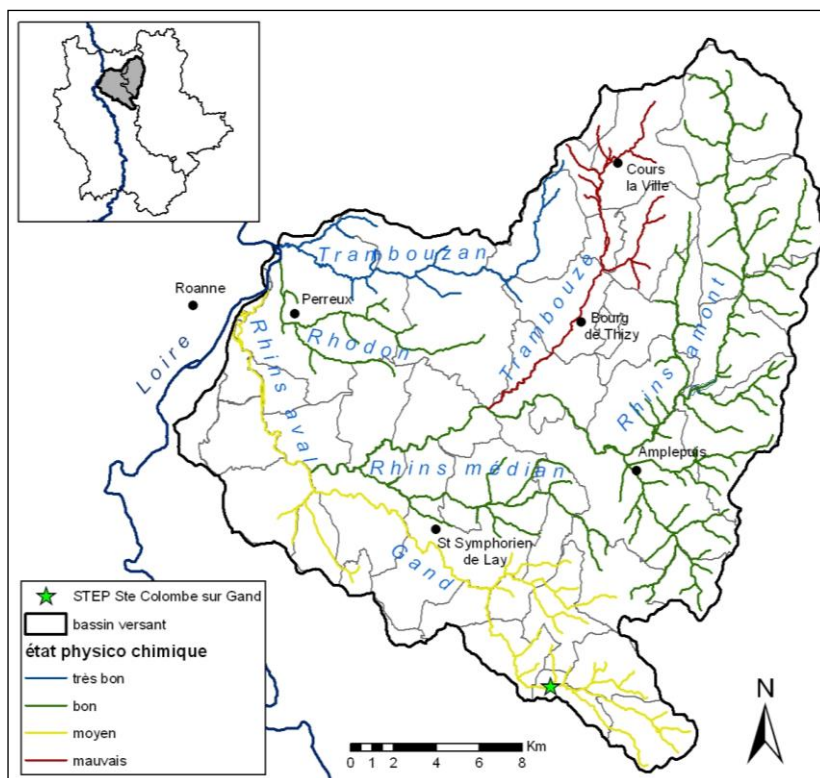 Cours
la Ville
Trambouzan
Roanne
Perreux
Rhodon
Trambouze
Bourg
de Thizy
Rhins amont
Loire
Rhins aval
Rhins médian
Amplepuis
St Symphorien
de Lay
Gand
STEP Ste Colombe sur Gand
bassin versant
état physico chimique
très bon
bon
moyen
mauvais
Km
0 1 2 4 6 8
N